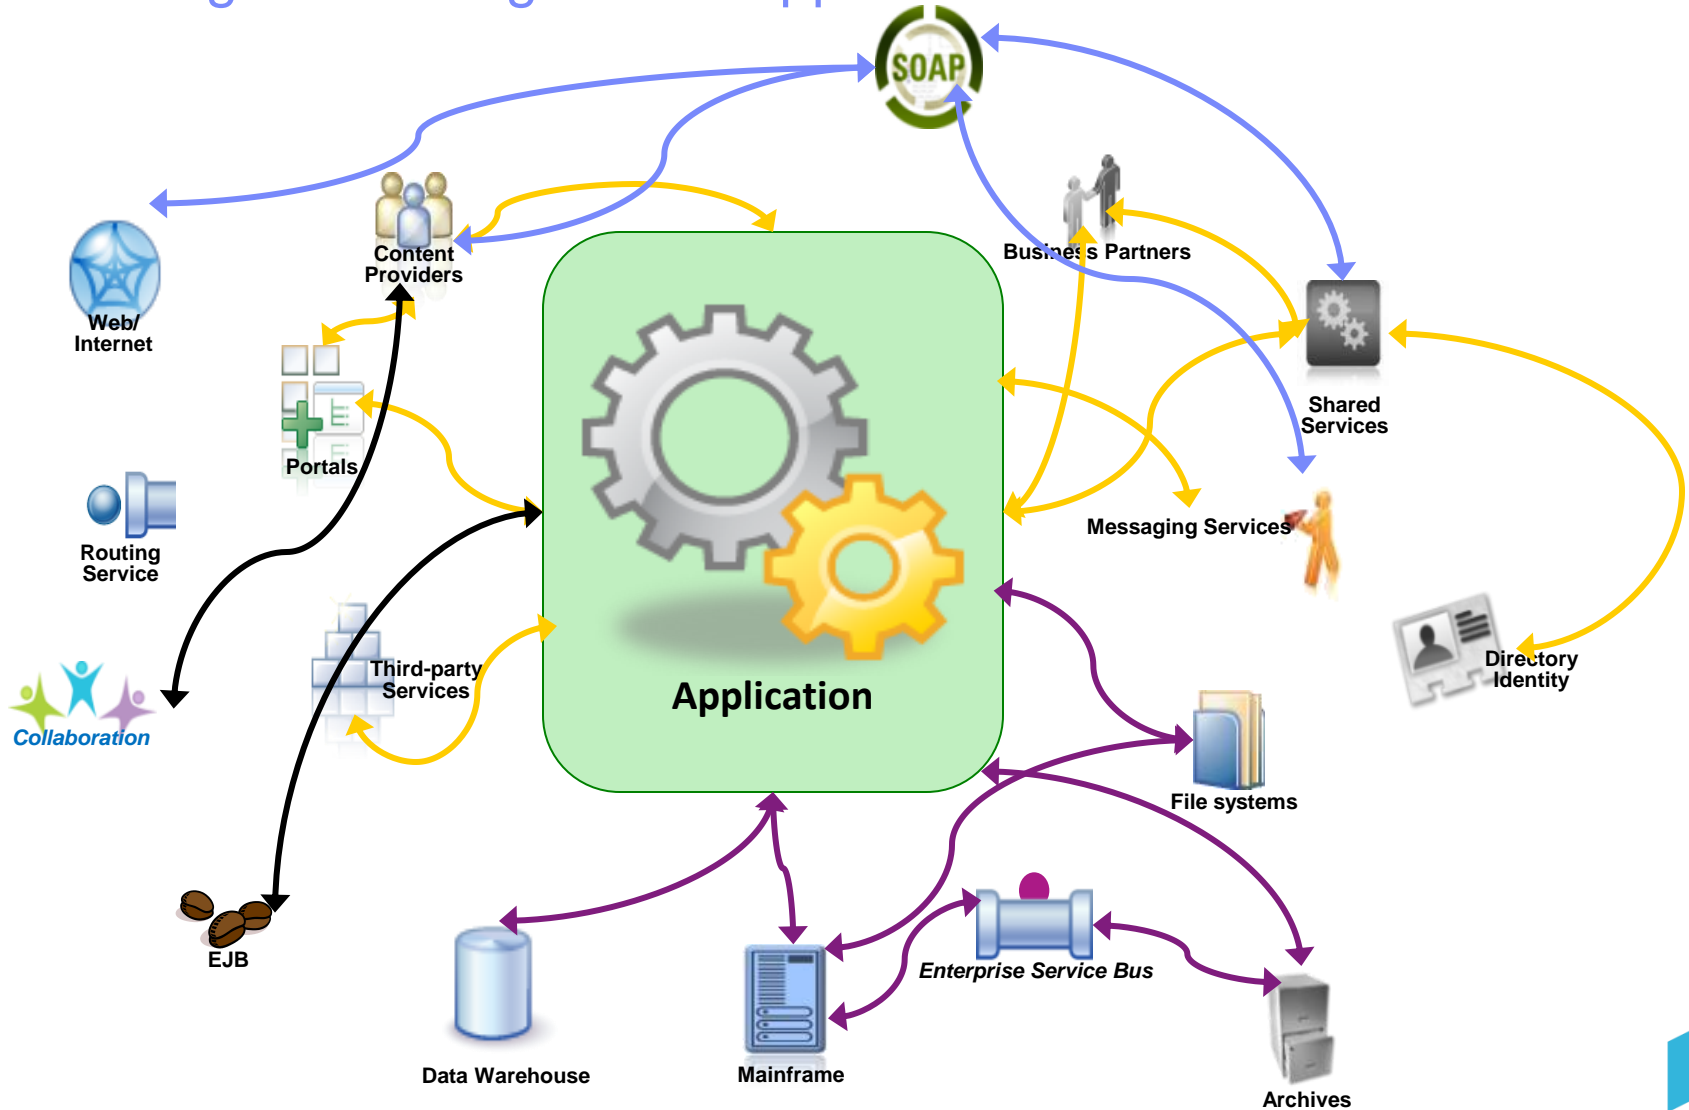 SOAP
Content
Providers
Business Partners
Web/
Internet
Shared
Services
Portals
Messaging Services
Routing
Service
Third-party
Services
Application
Directory
Identity
Collaboration
File systems
EJB
Enterprise Service Bus
Data Warehouse
Mainframe
Archives